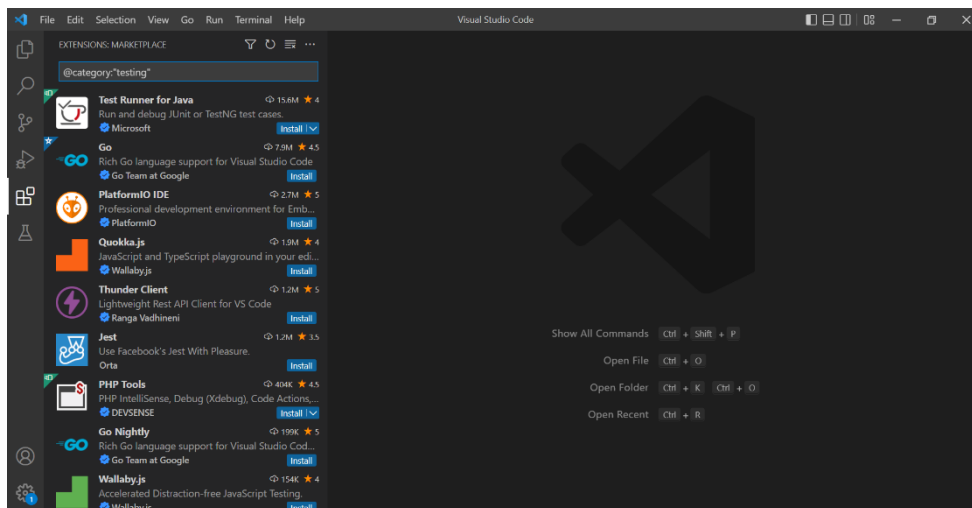 File Edit Selection View Go Run Terminal Help Visual Studio Code
EXTENSIONS: MARKETPLACE
@category:"testing"
Test Runner for Java 15.6M ★ 4
Run and debug JUnit or TestNG test cases.
Microsoft Install
Go 7.9M ★ 4.5
GO Rich Go language support for Visual Studio Code
Go Team at Google Install
PlatformIO IDE 2.7M ★ 5
Professional development environment for Emb...
PlatformIO Install
Quokka.js 1.9M ★ 4
JavaScript and TypeScript playground in your edi...
Wallaby.js Install
Thunder Client 1.2M ★ 5
Lightweight Rest API Client for VS Code
Ranga Vadhineni Install
Jest 1.2M ★ 3.5
Use Facebook's Jest With Pleasure.
Orta Install
PHP Tools 404K ★ 4.5
PHP IntelliSense, Debug (Xdebug), Code Actions,...
DEVSENSE Install
Go Nightly 199K ★ 5
GO Rich Go language support for Visual Studio Cod...
Go Team at Google Install
Wallaby.js 154K ★ 4
Accelerated Distraction-free JavaScript Testing.
Wallaby.js Install
1
Show All Commands Ctrl + Shift + P
Open File Ctrl + O
Open Folder Ctrl + K Ctrl + O
Open Recent Ctrl + R